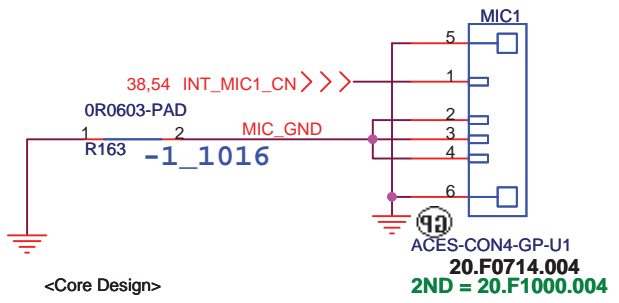 MIC1
5
38,54 INT_MIC1_CN
1
0R0603-PAD
2
1 2 MIC_GND
3
R163 -1_1016
4
6
GP
ACES-CON4-GP-U1
20.F0714.004
<Core Design>
2ND = 20.F1000.004